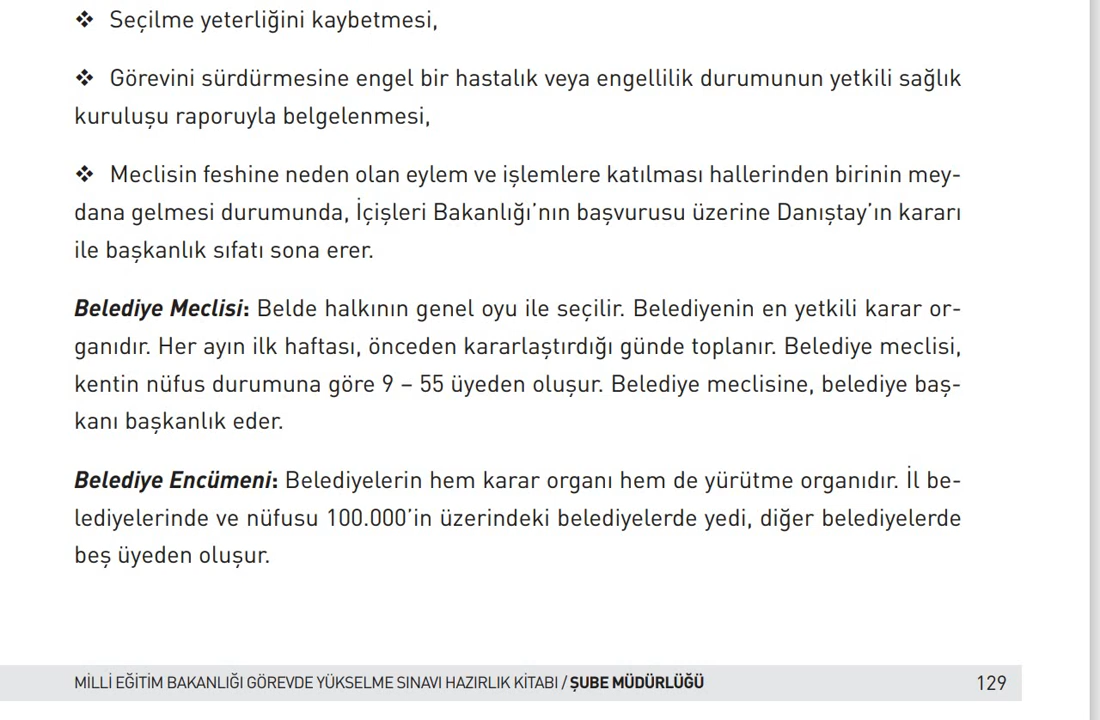 ❖ Seçilme yeterliğini kaybetmesi,
❖ Görevini sürdürmesine engel bir hastalık veya engellilik durumunun yetkili sağlık
kuruluşu raporuyla belgelenmesi,
❖ Meclisin feshine neden olan eylem ve işlemlere katılması hallerinden birinin mey-
dana gelmesi durumunda, İçişleri Bakanlığı'nın başvurusu üzerine Danıştay'ın kararı
ile başkanlık sıfatı sona erer.
Belediye Meclisi: Belde halkının genel oyu ile seçilir. Belediyenin en yetkili karar or-
ganıdır. Her ayın ilk haftası, önceden kararlaştırdığı günde toplanır. Belediye meclisi,
kentin nüfus durumuna göre 9 – 55 üyeden oluşur. Belediye meclisine, belediye baş-
kanı başkanlık eder.
Belediye Encümeni: Belediyelerin hem karar organı hem de yürütme organıdır. İl be-
lediyelerinde ve nüfusu 100.000'in üzerindeki belediyelerde yedi, diğer belediyelerde
beş üyeden oluşur.
MİLLİ EĞİTİM BAKANLIĞI GÖREVDE YÜKSELME SINAVI HAZIRLIK KİTABI / ŞUBE MÜDÜRLÜĞÜ 129